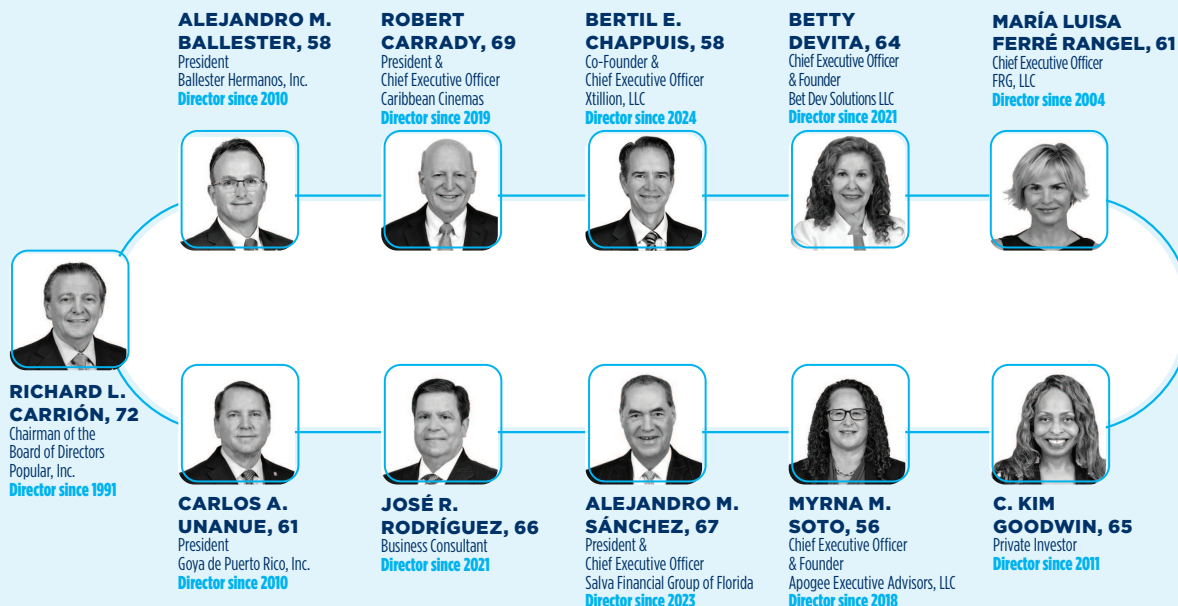 ALEJANDRO M.
BALLESTER, 58
President
Ballester Hermanos, Inc.
Director since 2010
ROBERT
CARRADY, 69
President &
Chief Executive Officer
Caribbean Cinemas
Director since 2019
BERTIL E.
CHAPPUIS, 58
Co-Founder &
Chief Executive Officer
Xtillion, LLC
Director since 2024
BETTY
DEVITA, 64
Chief Executive Officer
& Founder
Bet Dev Solutions LLC
Director since 2021
MARÍA LUISA
FERRÉ RANGEL, 61
Chief Executive Officer
FRG, LLC
Director since 2004
RICHARD L.
CARRIÓN, 72
Chairman of the
Board of Directors
Popular, Inc.
Director since 1991
CARLOS A.
UNANUE, 61
President
Goya de Puerto Rico, Inc.
Director since 2010
JOSÉ R.
RODRÍGUEZ, 66
Business Consultant
Director since 2021
ALEJANDRO M.
SÁNCHEZ, 67
President &
Chief Executive Officer
Salva Financial Group of Florida
Director since 2023
MYRNA M.
SOTO, 56
Chief Executive Officer
& Founder
Apogee Executive Advisors, LLC
Director since 2018
C. KIM
GOODWIN, 65
Private Investor
Director since 2011